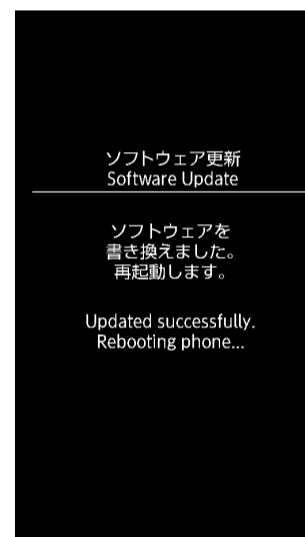 ソフトウェア更新
Software Update
ソフトウェアを
書き換えました。
再起動します。
Updated successfully.
Rebooting phone...